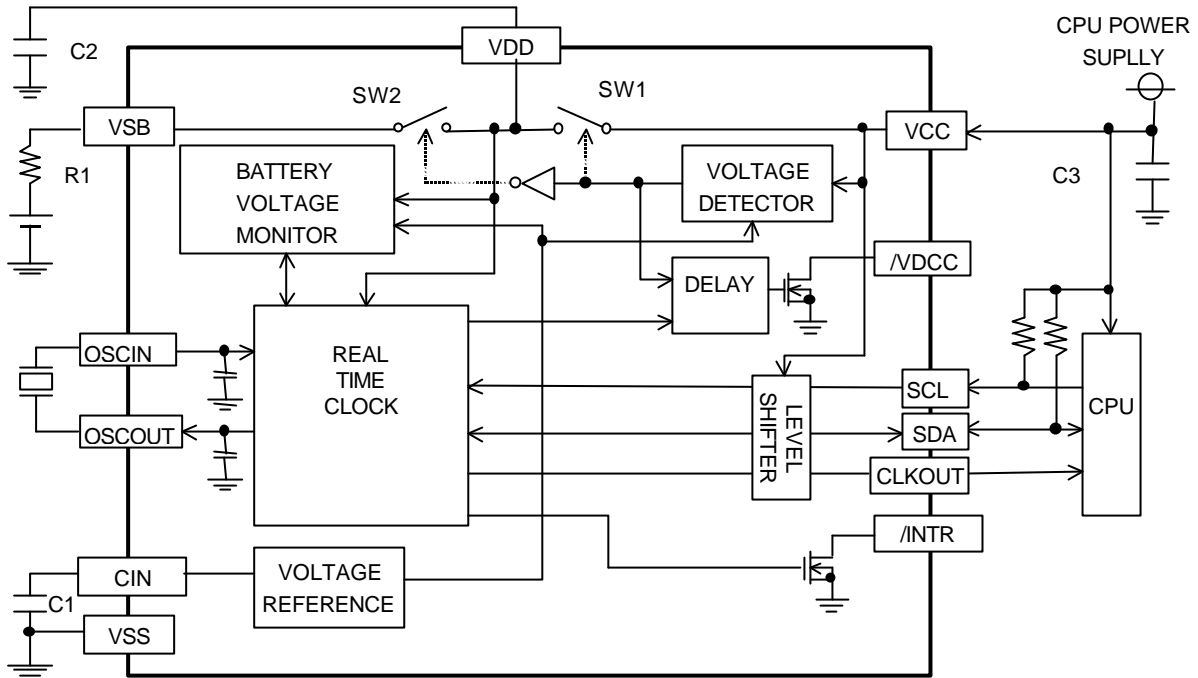 CPU POWER
SUPLLY
C2
VDD
SW2
SW1
VSB
VCC
R1
BATTERY
VOLTAGE
MONITOR
VOLTAGE
DETECTOR
C3
/VDCC
DELAY
OSCIN
REAL
TIME
CLOCK
LEVEL
SHIFTER
SCL
CPU
OSCOUT
SDA
CLKOUT
/INTR
CIN
VOLTAGE
REFERENCE
C1
VSS